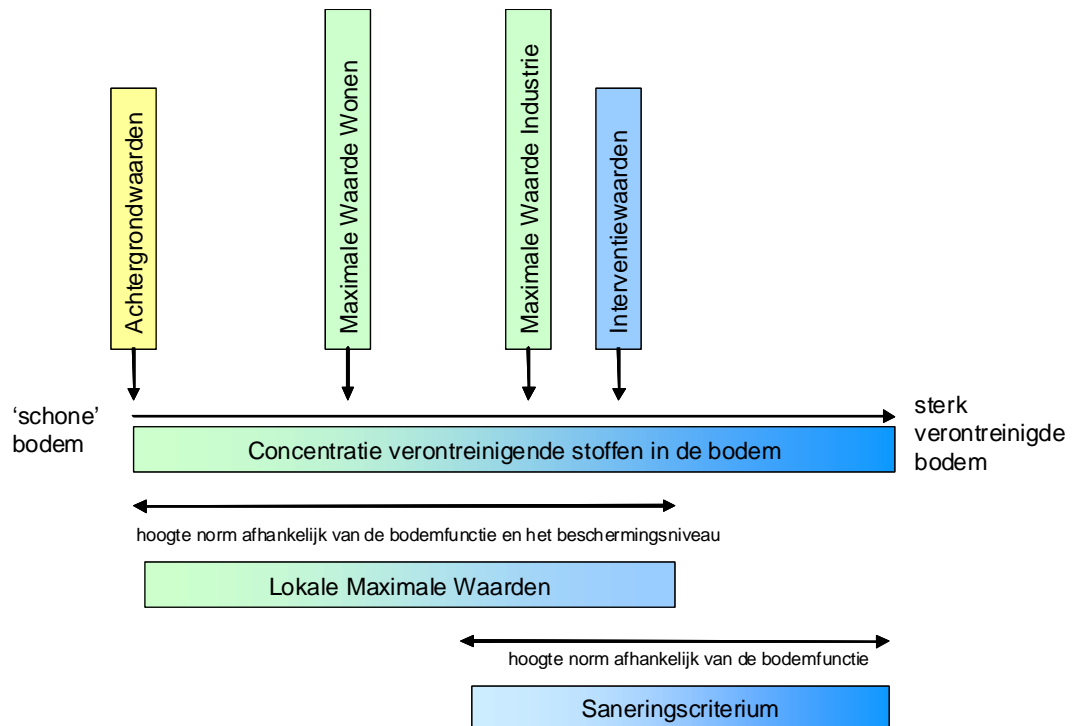 Achtergrondwaarden
Maximale Waarde Wonen
Maximale Waarde Industrie
Interventiewaarden
‘schone’
bodem
sterk
verontreinigde
bodem
Concentratie verontreinigende stoffen in de bodem
hoogte norm afhankelijk van de bodemfunctie en het beschermingsniveau
Lokale Maximale Waarden
hoogte norm afhankelijk van de bodemfunctie
Saneringscriterium